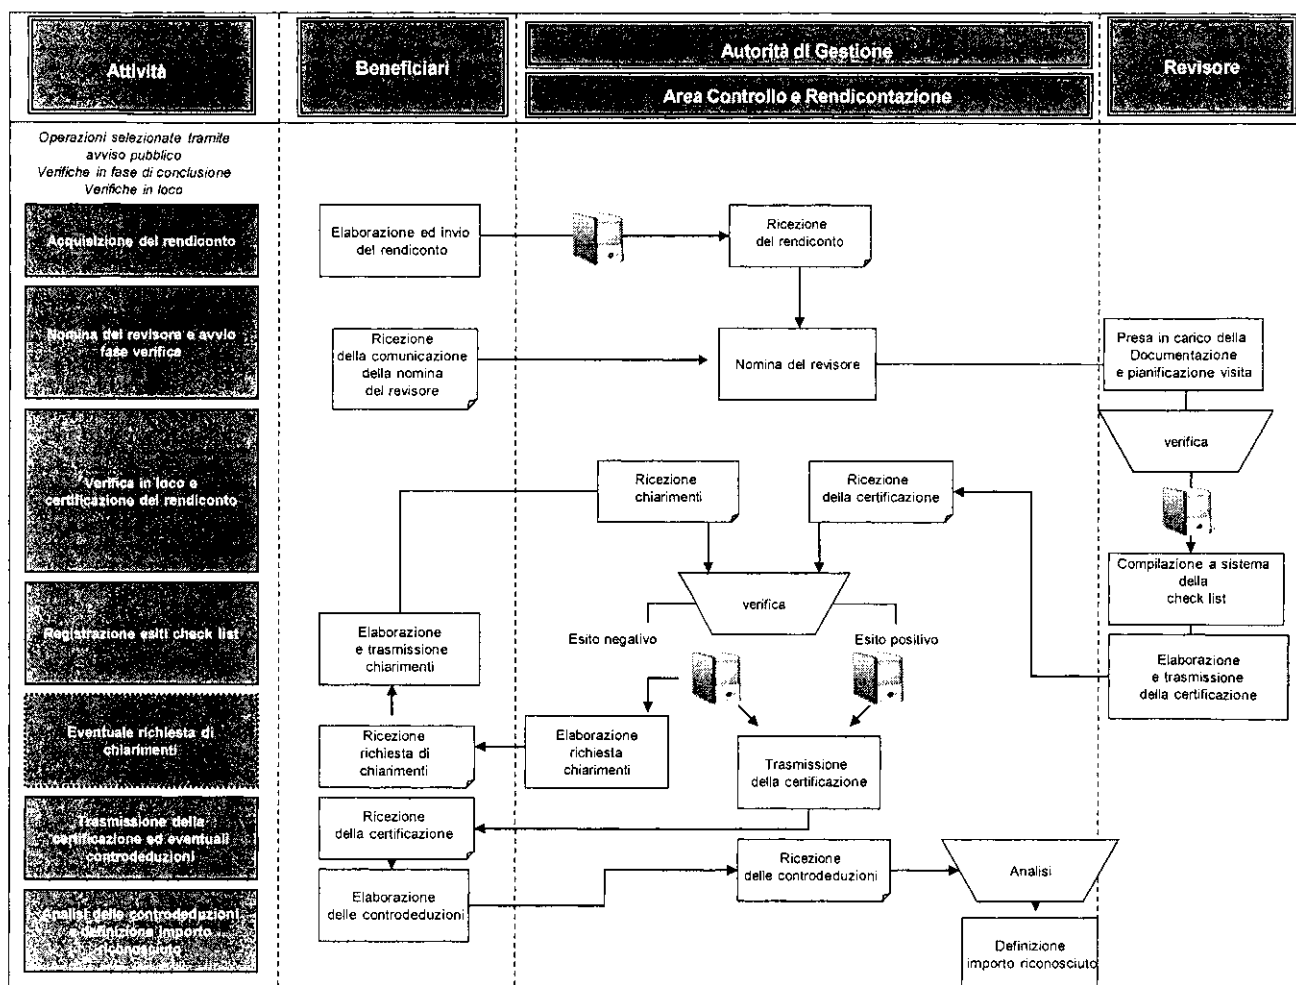 Attività
Beneficiari
Autorità di Gestione
Area Controllo e Rendicontazione
Revisore
Operazioni selezionate tramite
avviso pubblico
Verifiche in fase di conclusione
Verifiche in loco
Acquisizione del rendiconto
Elaborazione ed invio
del rendiconto
Ricezione
del rendiconto
Nomina del revisore e avvio
fase verifica
Ricezione
della comunicazione
della nomina
del revisore
Nomina del revisore
Presa in carico della
Documentazione
e pianificazione visita
verifica
Verifica in loco e
certificazione del rendiconto
Ricezione
chiarimenti
Ricezione
della certificazione
Compilazione a sistema
della
check list
Registrazione esiti check list
Elaborazione
e trasmissione
chiarimenti
verifica
Esito negativo
Esito positivo
Elaborazione
e trasmissione
della certificazione
Eventuale richiesta di
chiarimenti
Ricezione
richiesta di
chiarimenti
Elaborazione
richiesta
chiarimenti
Trasmissione
della certificazione
Trasmissione della
certificazione ed eventuali
controdeduzioni
Ricezione
della certificazione
Elaborazione
delle controdeduzioni
Ricezione
delle controdeduzioni
Analisi
Analisi delle controdeduzioni
e definizione importo
riconosciuto
Definizione
importo riconosciuto